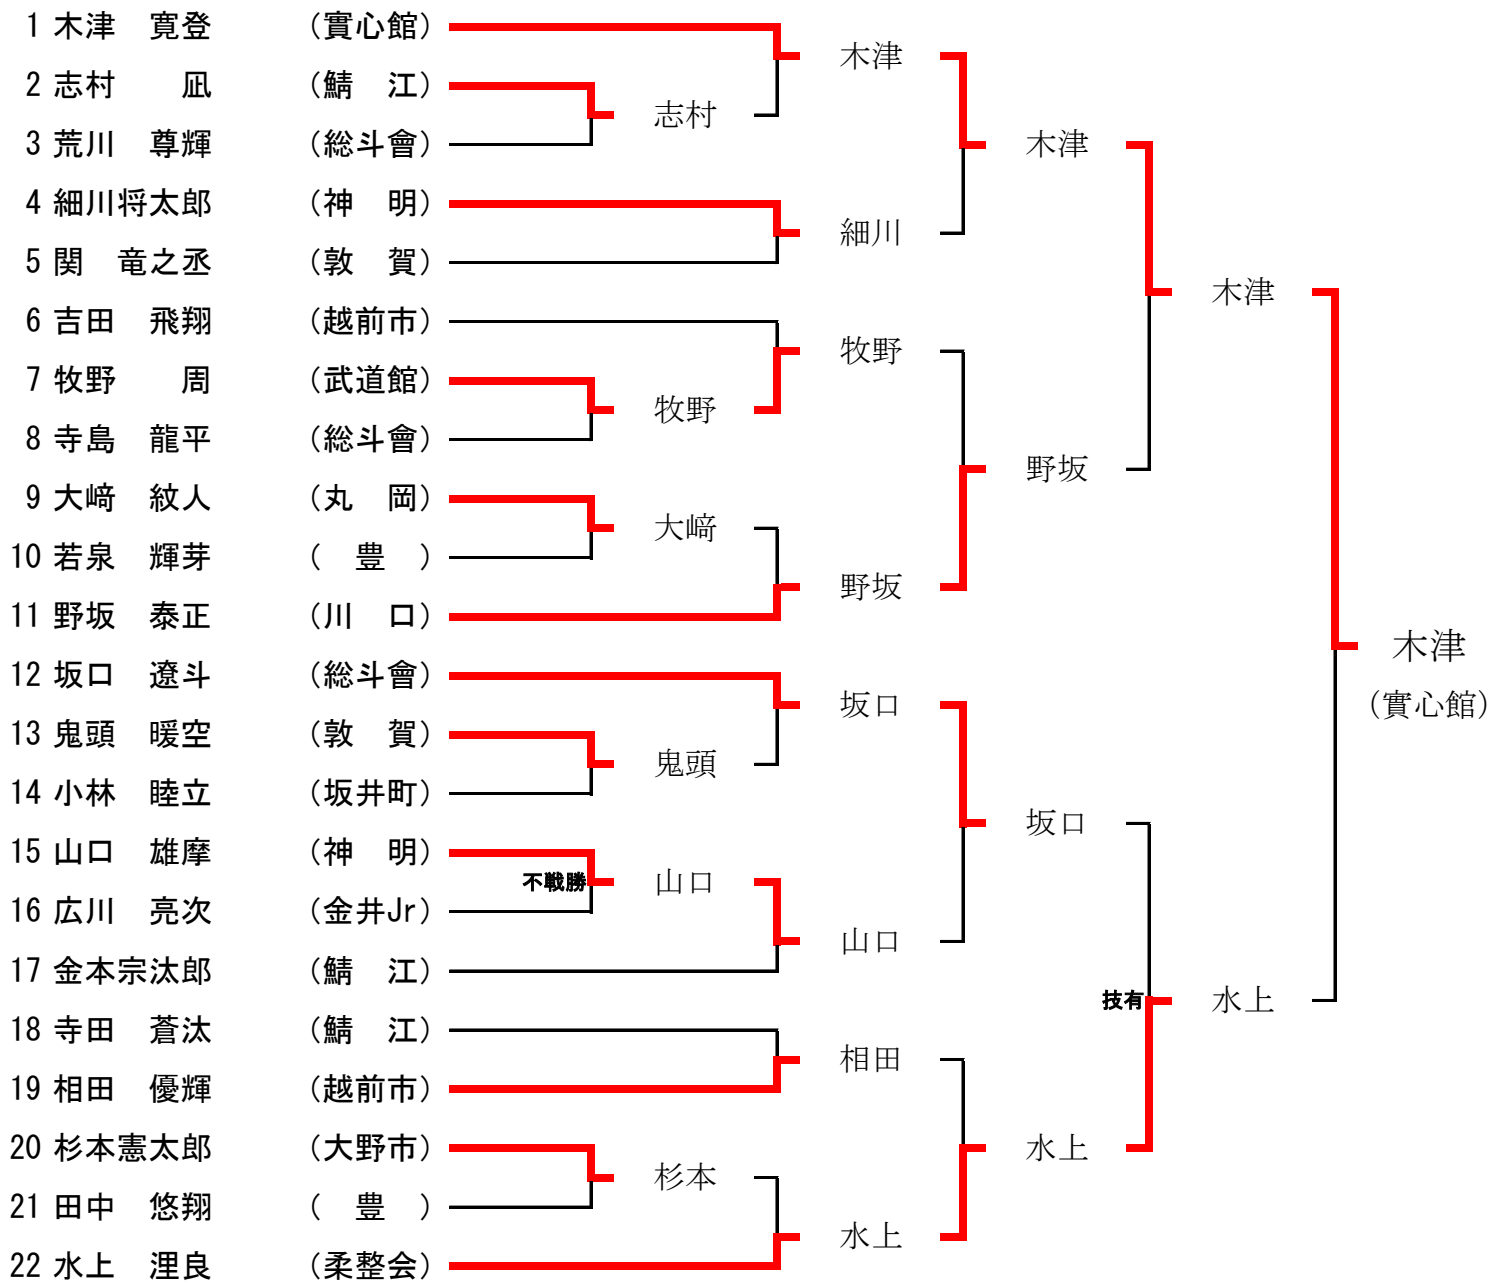 1 木津　寛登　（實心館）
木津
2 志村　　凪　（鯖　江）
志村
木津
3 荒川　尊輝　（総斗會）
4 細川将太郎　（神　明）
細川
5 関　竜之丞　（敦　賀）
木津
6 吉田　飛翔　（越前市）
牧野
7 牧野　　周　（武道館）
牧野
8 寺島　龍平　（総斗會）
野坂
9 大﨑　紋人　（丸　岡）
大﨑
10 若泉　輝芽　（　豊　）
野坂
11 野坂　泰正　（川　口）
木津
（實心館）
12 坂口　遼斗　（総斗會）
坂口
13 鬼頭　暖空　（敦　賀）
鬼頭
14 小林　睦立　（坂井町）
坂口
15 山口　雄摩　（神　明）
不戦勝
山口
16 広川　亮次　（金井Jr）
山口
17 金本宗汰郎　（鯖　江）
技有
水上
18 寺田　蒼汰　（鯖　江）
相田
19 相田　優輝　（越前市）
20 杉本憲太郎　（大野市）
水上
杉本
21 田中　悠翔　（　豊　）
水上
22 水上　浬良　（柔整会）